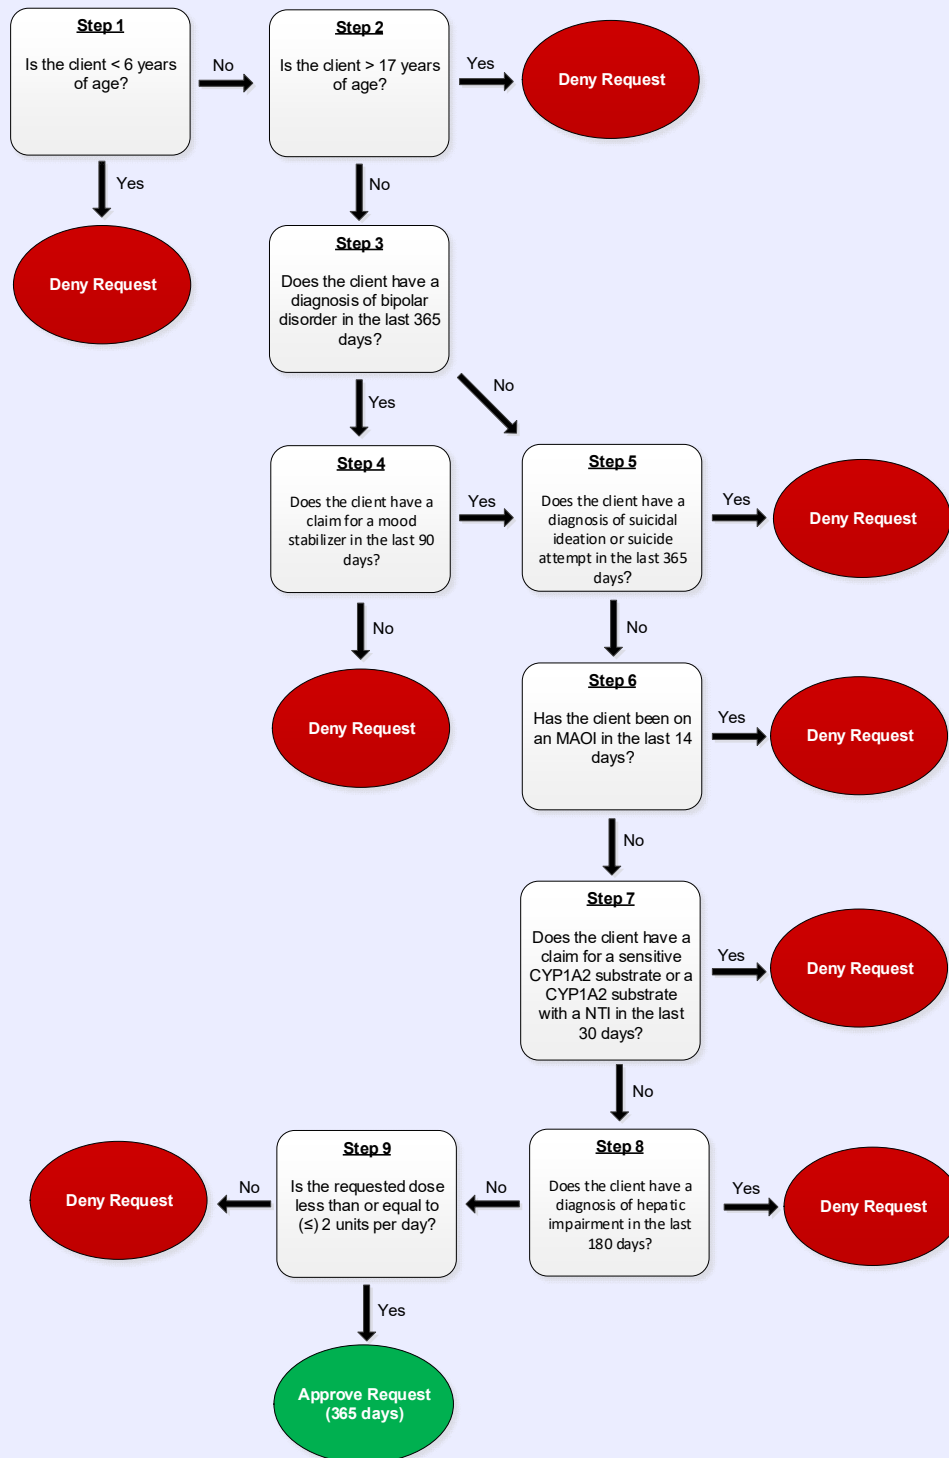 Step 1
Is the client < 6 years
of age?
No
Yes
Deny Request
Step 2
Is the client > 17 years
of age?
Yes
Deny Request
No
Step 3
Does the client have a
diagnosis of bipolar
disorder in the last 365
days?
No
Yes
Step 4
Does the client have a
claim for a mood
stabilizer in the last 90
days?
Yes
No
Deny Request
Step 5
Does the client have a
diagnosis of suicidal
ideation or suicide
attempt in the last 365
days?
Yes
Deny Request
No
Step 6
Has the client been on
an MAOI in the last 14
days?
Yes
Deny Request
No
Step 7
Does the client have a
claim for a sensitive
CYP1A2 substrate or a
CYP1A2 substrate
with a NTI in the last
30 days?
Yes
Deny Request
No
Step 8
Does the client have a
diagnosis of hepatic
impairment in the last
180 days?
Yes
Deny Request
No
Step 9
Is the requested dose
less than or equal to
(≤) 2 units per day?
No
Deny Request
Yes
Approve Request
(365 days)